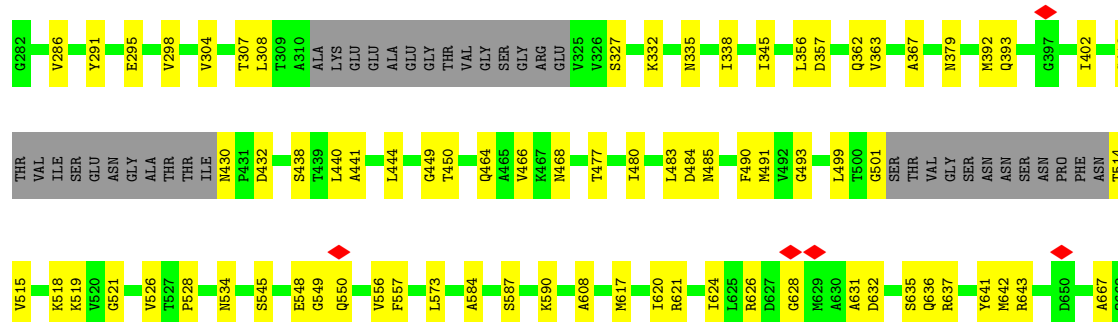 G282 V286 Y291 E295 V298 V304 T307 L308 T309 A310 ALA LYS GLU GLU ALA GLU GLY THR VAL GLY SER GLY ARG GLU V325 V326 S327 K332 N335 I338 I345 L356 D357 Q362 V363 A367 N379 M392 Q393 G397 I402
THR VAL ILE SER GLU ASN GLY ALA THR THR ILE N430 P431 D432 S438 T439 L440 A441 L444 G449 T450 Q464 A465 V466 K467 N468 T477 I480 L483 D484 N485 F490 M491 V492 G493 L499 T500 G501 SER THR VAL GLY SER ASN ASN SER ASN PRO PHE ASN T514
V515 K518 K519 V520 G521 V526 T527 P528 N534 S545 E548 G549 Q550 V556 F557 L573 A584 S587 K590 A608 M617 I620 R621 I624 L625 R626 D627 G628 M629 A630 A631 D632 S635 Q636 R637 Y641 M642 R643 D650 A667